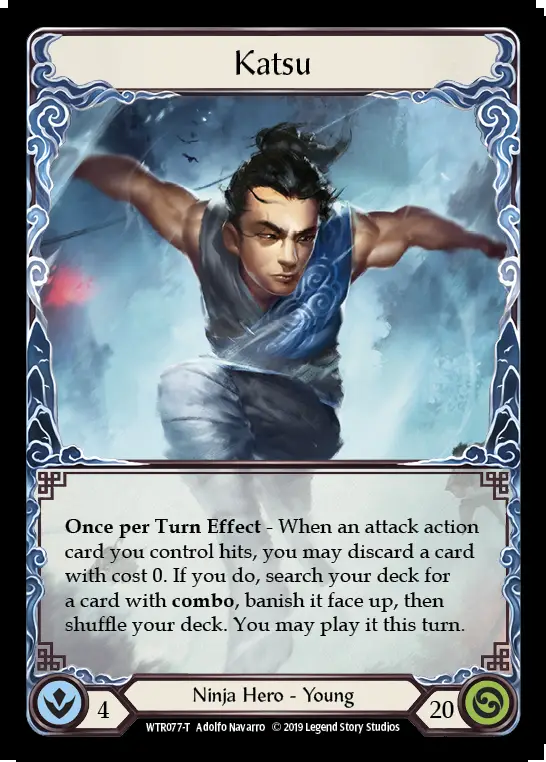 Katsu
Once per Turn Effect - When an attack action
card you control hits, you may discard a card
with cost 0. If you do, search your deck for
a card with combo, banish it face up, then
shuffle your deck. You may play it this turn.
Ninja Hero - Young
4
20
WTR077-T Adolfo Navarro © 2019 Legend Story Studios